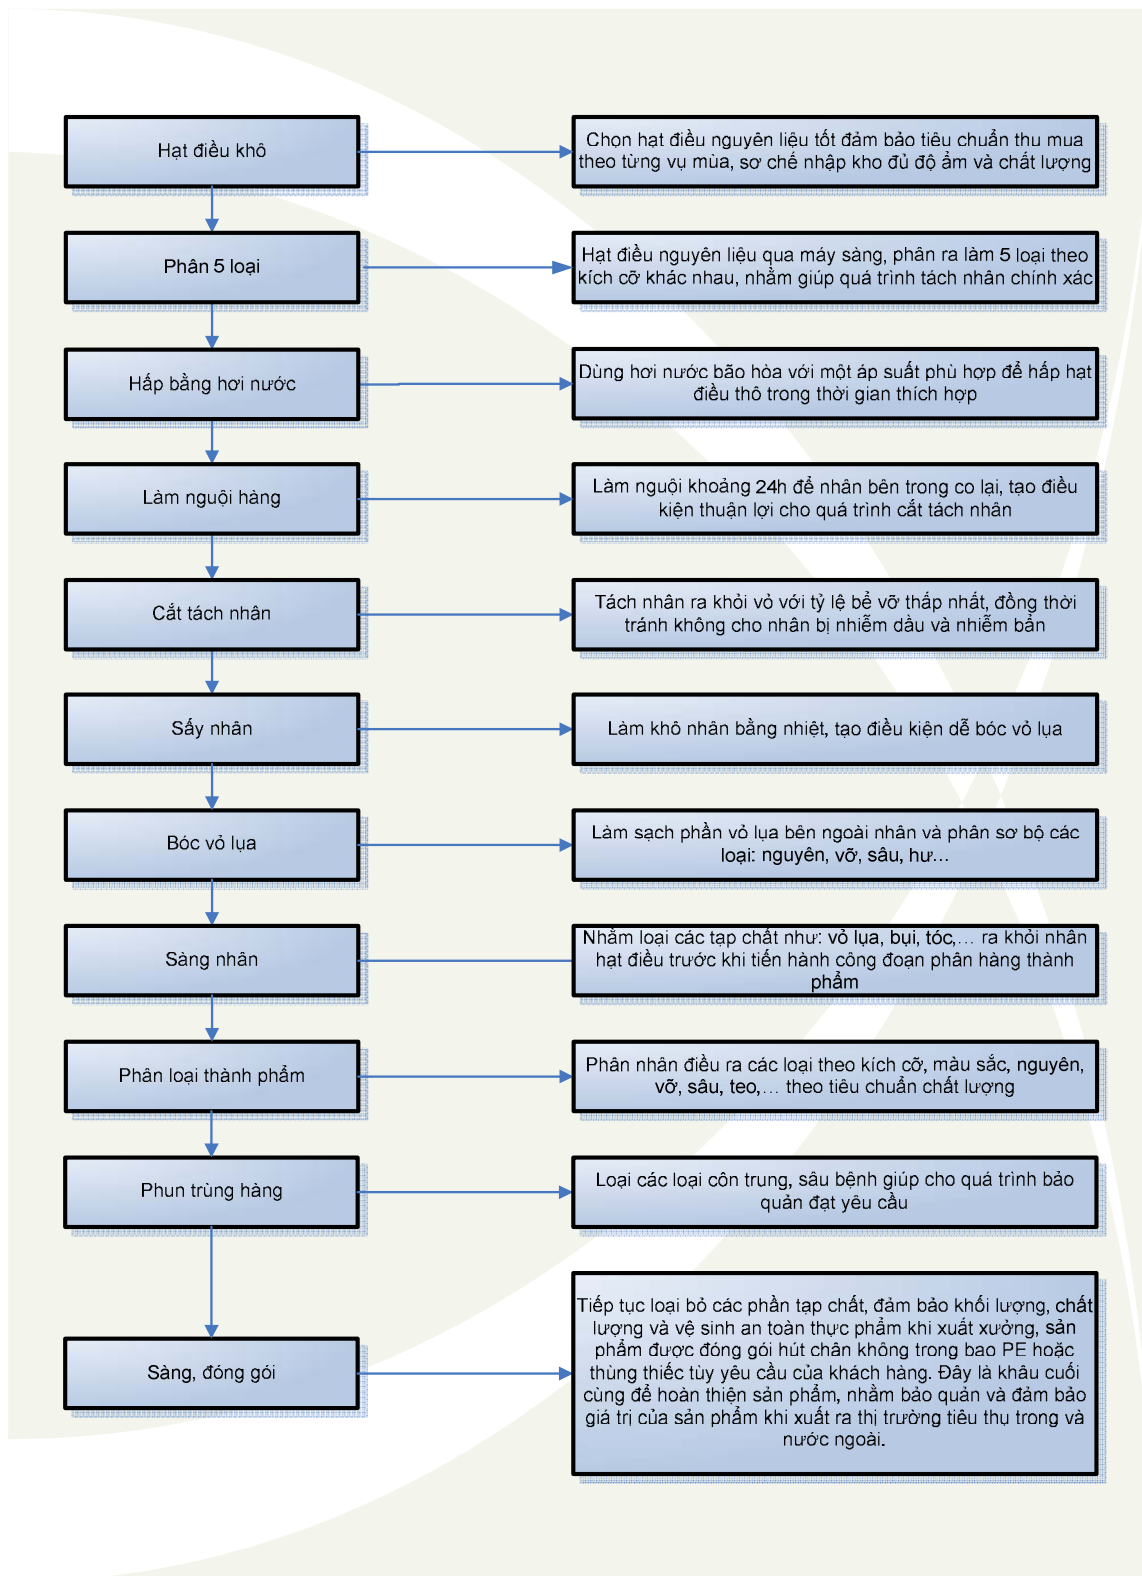 Hạt điều khô
Chọn hạt điều nguyên liệu tốt đảm bảo tiêu chuẩn thu mua
theo từng vụ mùa, sơ chế nhập kho đủ độ ẩm và chất lượng
Phân 5 loại
Hạt điều nguyên liệu qua máy sàng, phân ra làm 5 loại theo
kích cỡ khác nhau, nhằm giúp quá trình tách nhân chính xác
Hấp bằng hơi nước
Dùng hơi nước bão hòa với một áp suất phù hợp để hấp hạt
điều thô trong thời gian thích hợp
Làm nguội hàng
Làm nguội khoảng 24h để nhân bên trong co lại, tạo điều
kiện thuận lợi cho quá trình cắt tách nhân
Cắt tách nhân
Tách nhân ra khỏi vỏ với tỷ lệ bể vỡ thấp nhất, đồng thời
tránh không cho nhân bị nhiễm dầu và nhiễm bẩn
Sấy nhân
Làm khô nhân bằng nhiệt, tạo điều kiện dễ bóc vỏ lụa
Bóc vỏ lụa
Làm sạch phần vỏ lụa bên ngoài nhân và phân sơ bộ các
loại: nguyên, vỡ, sâu, hư...
Sàng nhân
Nhằm loại các tạp chất như: vỏ lụa, bụi, tóc,... ra khỏi nhân
hạt điều trước khi tiến hành công đoạn phân hàng thành
phẩm
Phân loại thành phẩm
Phân nhân điều ra các loại theo kích cỡ, màu sắc, nguyên,
vỡ, sâu, teo,... theo tiêu chuẩn chất lượng
Phun trùng hàng
Loại các loại côn trung, sâu bệnh giúp cho quá trình bảo
quản đạt yêu cầu
Sàng, đóng gói
Tiếp tục loại bỏ các phần tạp chất, đảm bảo khối lượng, chất
lượng và vệ sinh an toàn thực phẩm khi xuất xưởng, sản
phẩm được đóng gói hút chân không trong bao PE hoặc
thùng thiếc tùy yêu cầu của khách hàng. Đây là khâu cuối
cùng để hoàn thiện sản phẩm, nhằm bảo quản và đảm bảo
giá trị của sản phẩm khi xuất ra thị trường tiêu thụ trong và
nước ngoài.